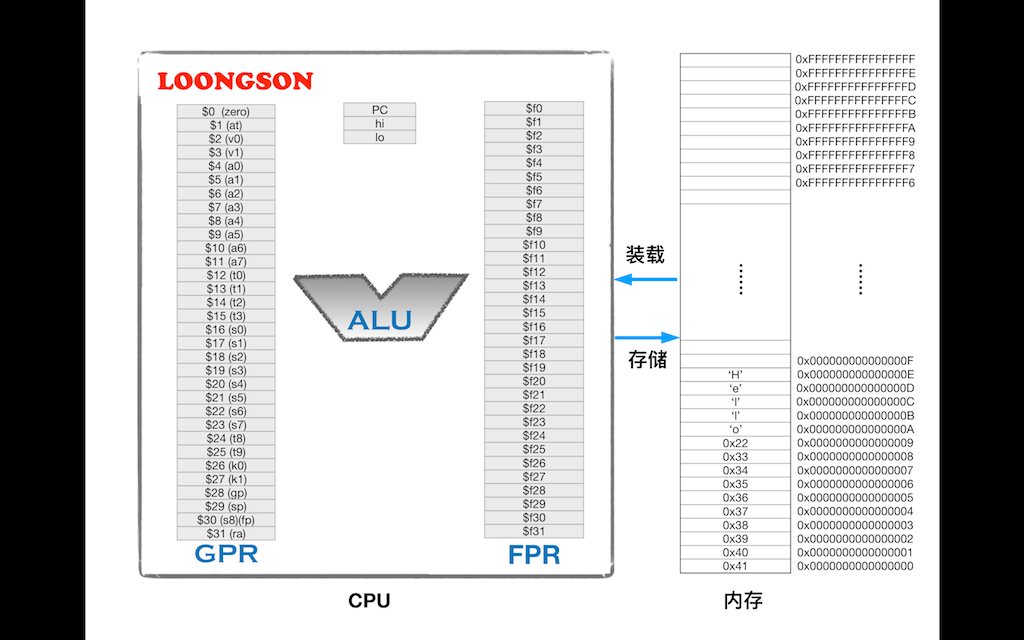 LOONGSON
$0 (zero)
$1 (at)
$2 (v0)
$3 (v1)
$4 (a0)
$5 (a1)
$6 (a2)
$7 (a3)
$8 (a4)
$9 (a5)
$10 (a6)
$11 (a7)
$12 (t0)
$13 (t1)
$14 (t2)
$15 (t3)
$16 (s0)
$17 (s1)
$18 (s2)
$19 (s3)
$20 (s4)
$21 (s5)
$22 (s6)
$23 (s7)
$24 (t8)
$25 (t9)
$26 (k0)
$27 (k1)
$28 (gp)
$29 (sp)
$30 (s8)(fp)
$31 (ra)
GPR
PC
hi
lo
ALU
$f0
$f1
$f2
$f3
$f4
$f5
$f6
$f7
$f8
$f9
$f10
$f11
$f12
$f13
$f14
$f15
$f16
$f17
$f18
$f19
$f20
$f21
$f22
$f23
$f24
$f25
$f26
$f27
$f28
$f29
$f30
$f31
FPR
CPU
装载
存储
0xFFFFFFFFFFFFFFFF
0xFFFFFFFFFFFFFFFE
0xFFFFFFFFFFFFFFFD
0xFFFFFFFFFFFFFFFC
0xFFFFFFFFFFFFFFFB
0xFFFFFFFFFFFFFFFA
0xFFFFFFFFFFFFFFF9
0xFFFFFFFFFFFFFFF8
0xFFFFFFFFFFFFFFF7
0xFFFFFFFFFFFFFFF6
0x000000000000000F
‘H’ 0x000000000000000E
‘e’ 0x000000000000000D
‘l’ 0x000000000000000C
‘l’ 0x000000000000000B
‘o’ 0x000000000000000A
0x22 0x0000000000000009
0x33 0x0000000000000008
0x34 0x0000000000000007
0x35 0x0000000000000006
0x36 0x0000000000000005
0x37 0x0000000000000004
0x38 0x0000000000000003
0x39 0x0000000000000002
0x40 0x0000000000000001
0x41 0x0000000000000000
内存